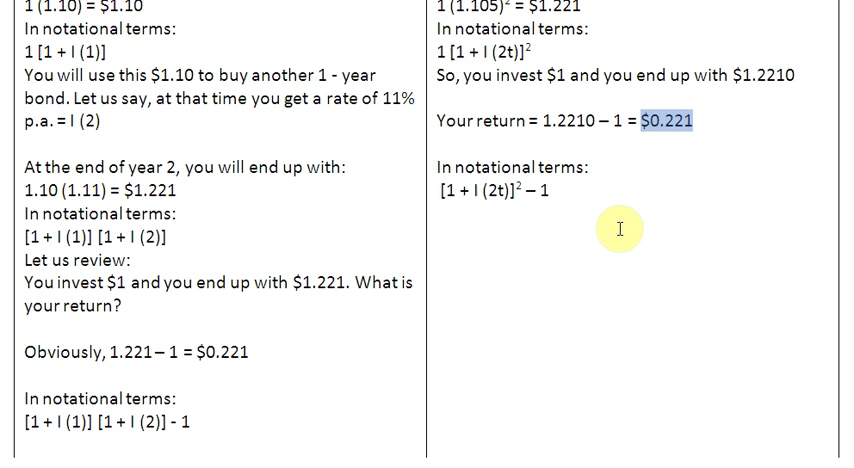 1 (1.10) = $1.10
In notational terms:
1 [1 + I (1)]
You will use this $1.10 to buy another 1 - year
bond. Let us say, at that time you get a rate of 11%
p.a. = I (2)
At the end of year 2, you will end up with:
1.10 (1.11) = $1.221
In notational terms:
[1 + I (1)] [1 + I (2)]
Let us review:
You invest $1 and you end up with $1.221. What is
your return?
Obviously, 1.221 – 1 = $0.221
In notational terms:
[1 + I (1)] [1 + I (2)] - 1
1 (1.105)² = $1.221
In notational terms:
1 [1 + I (2t)]²
So, you invest $1 and you end up with $1.2210
Your return = 1.2210 – 1 = $0.221
In notational terms:
[1 + I (2t)]² – 1